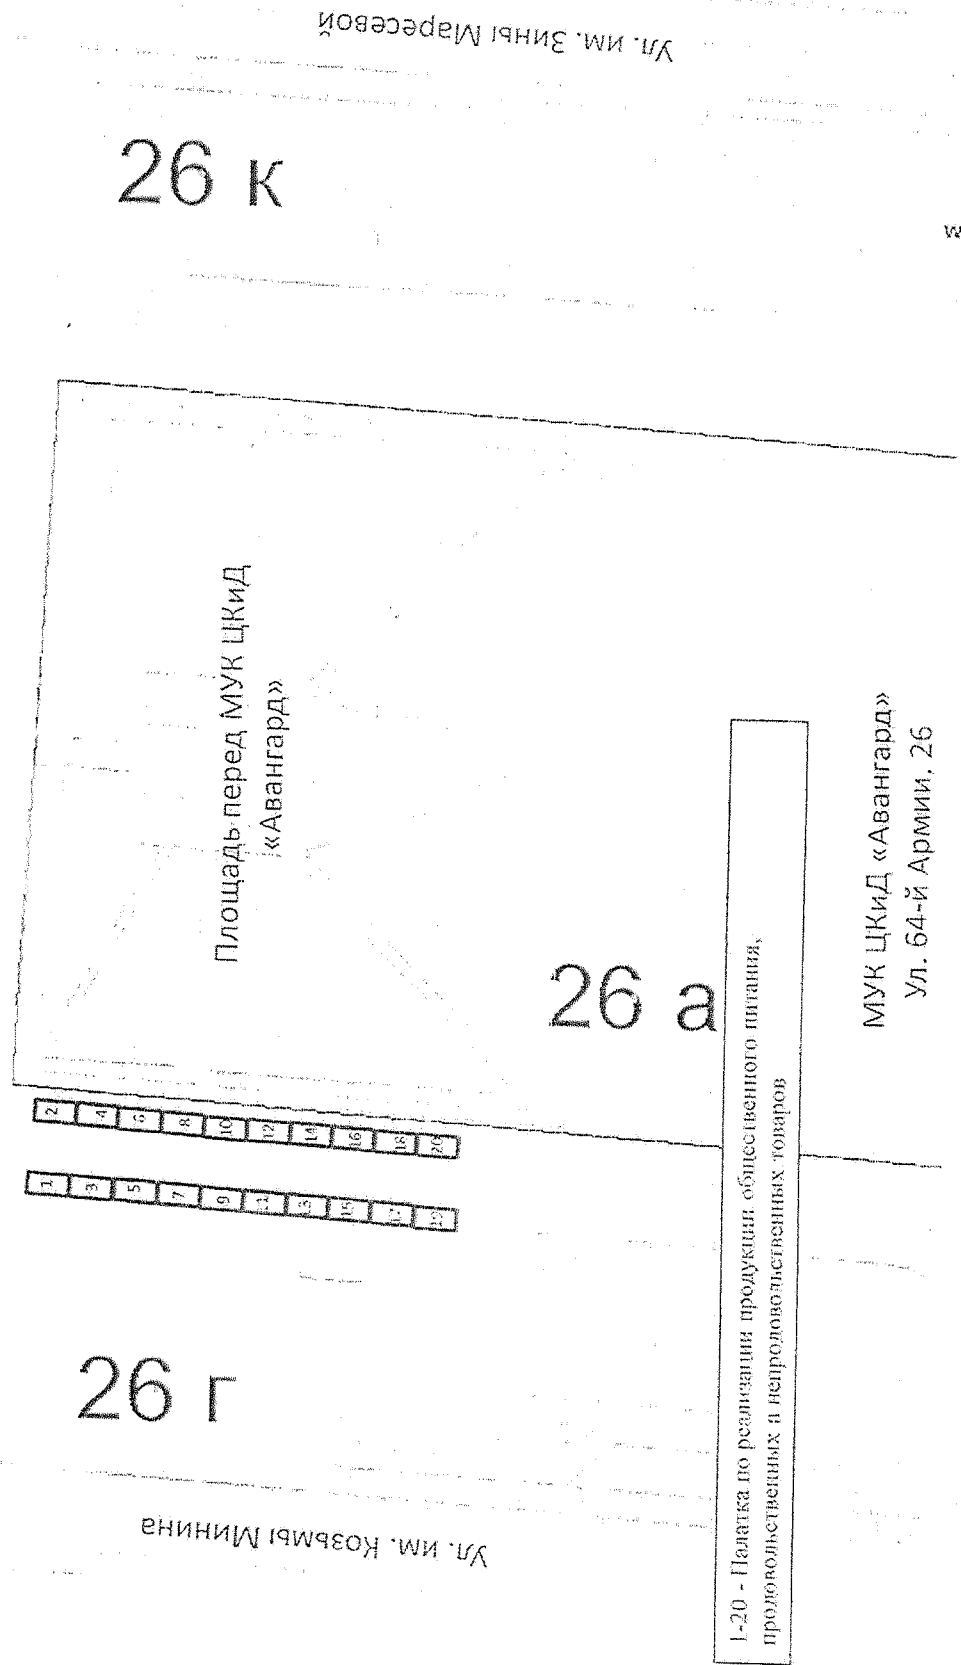 Ул. им. Зины Маресевой
26 к
Площадь перед МУК ЦКиД
«Авангард»
26 а
МУК ЦКиД «Авангард»
Ул. 64-й Армии, 26
2
4
6
8
10
12
14
16
18
20
1
3
5
7
9
11
13
15
17
19
26 г
Ул. им. Козьмы Минина
1-20 - Палатка по реализации продукции общественного питания,
продовольственных и непродовольственных товаров